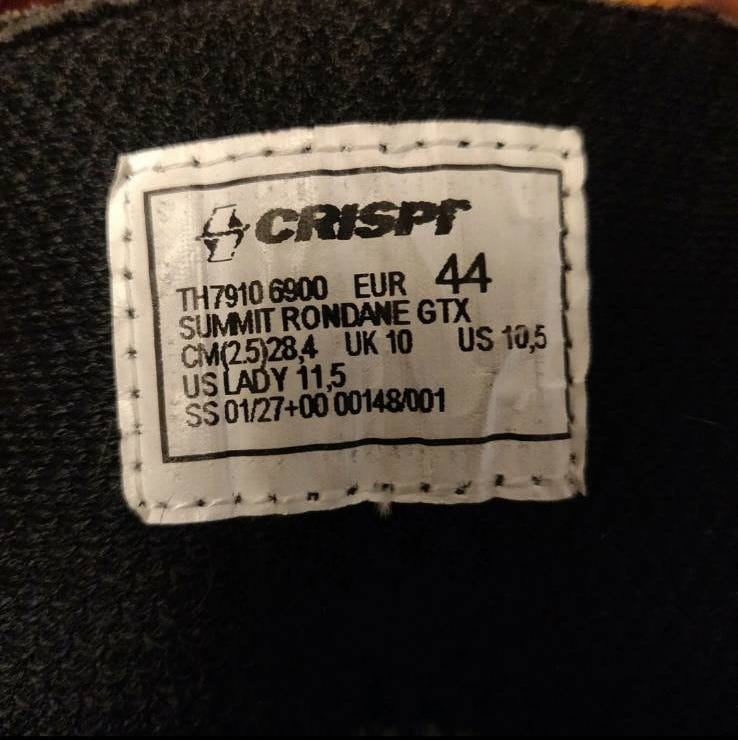 CRISPI
TH7910 6900 EUR 44
SUMMIT RONDANE GTX
CM(2.5)28,4 UK 10 US 10,5
US LADY 11,5
SS 01/27+00 00148/001